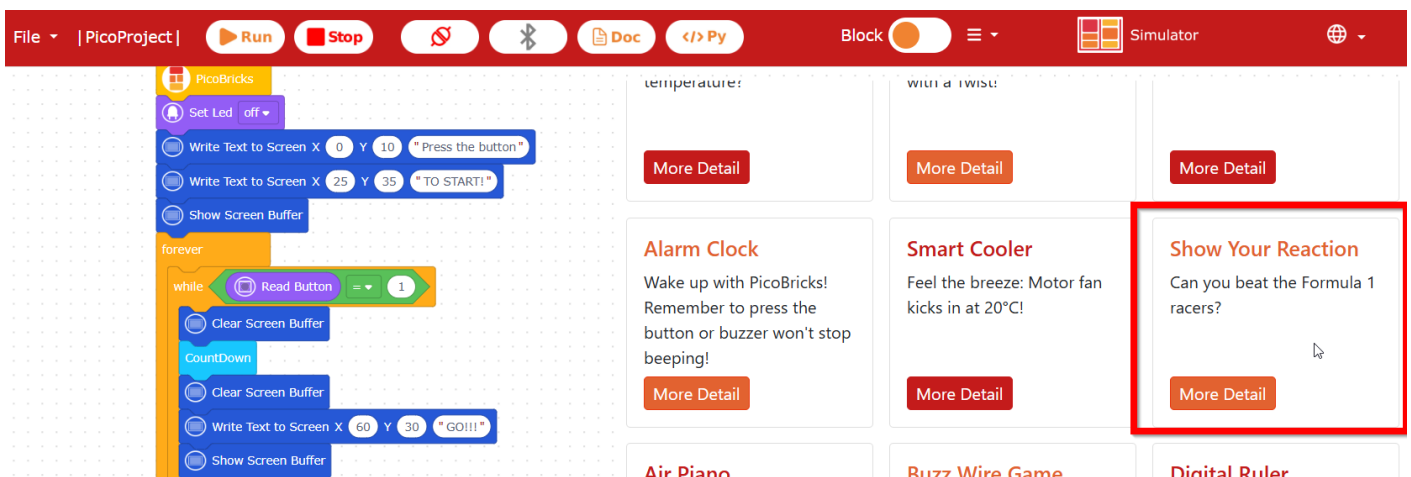 File |PicoProject| Run Stop Doc </> Py Block Simulator
PicoBricks
Set Led off
Write Text to Screen X 0 Y 10 "Press the button"
Write Text to Screen X 25 Y 35 "TO START!"
Show Screen Buffer
forever
while Read Button = 1
Clear Screen Buffer
CountDown
Clear Screen Buffer
Write Text to Screen X 60 Y 30 "GO!!!"
Show Screen Buffer
temperature?
More Detail
with a Twist!
More Detail
More Detail
Alarm Clock
Wake up with PicoBricks!
Remember to press the
button or buzzer won't stop
beeping!
More Detail
Smart Cooler
Feel the breeze: Motor fan
kicks in at 20°C!
More Detail
Show Your Reaction
Can you beat the Formula 1
racers?
More Detail
Air Piano
Buzz Wire Game
Digital Ruler